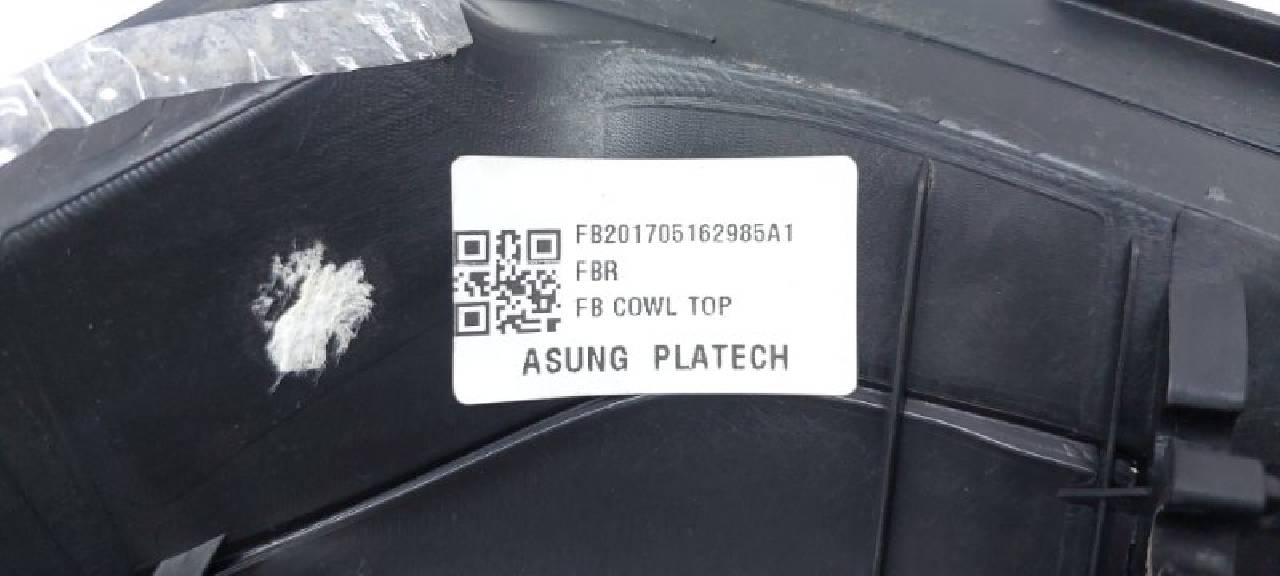 FB201705162985A1
FBR
FB COWL TOP
ASUNG PLATECH